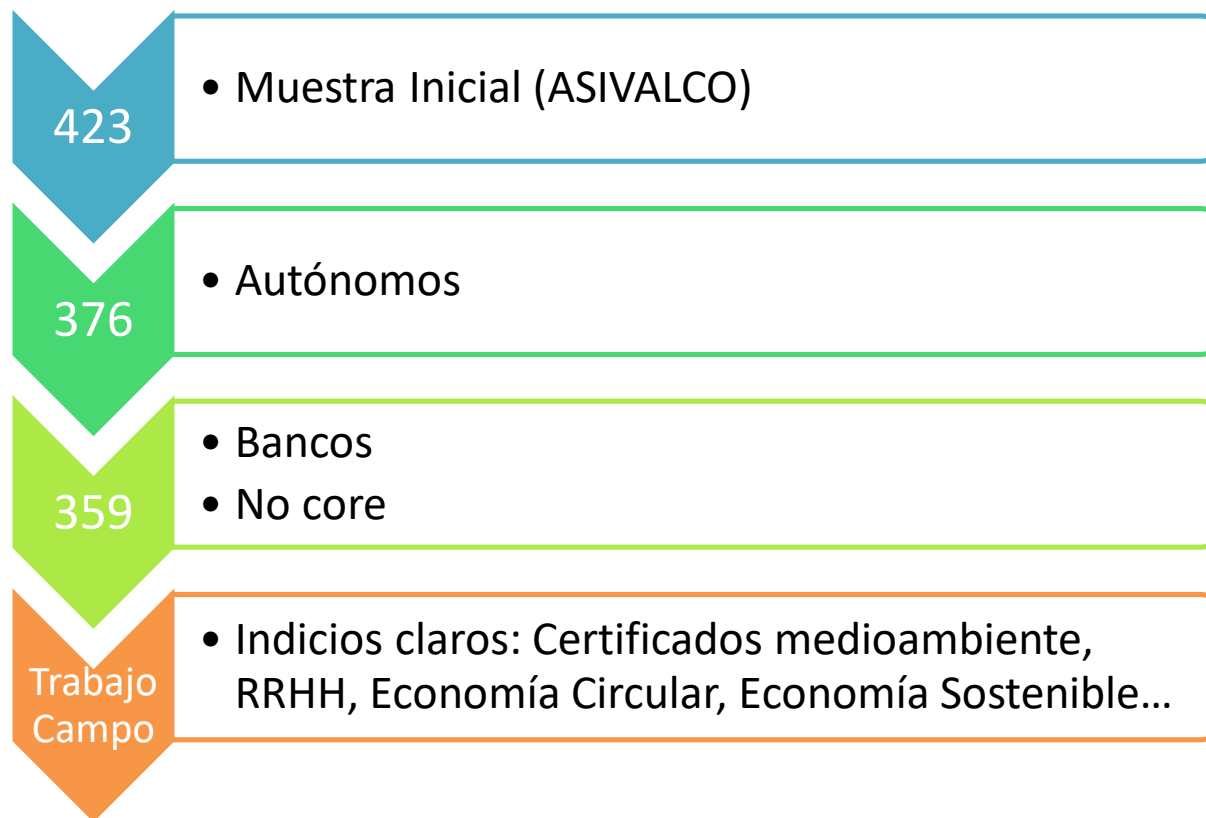 423
• Muestra Inicial (ASIVALCO)
376
• Autónomos
359
• Bancos
• No core
Trabajo
Campo
• Indicios claros: Certificados medioambiente,
RRHH, Economía Circular, Economía Sostenible…